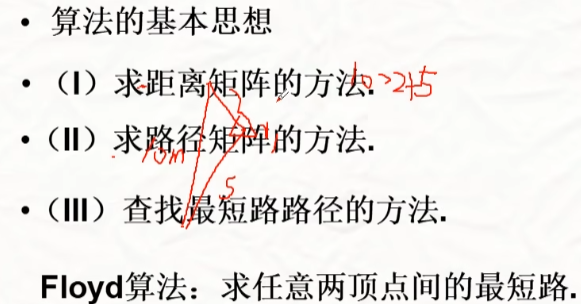 • 算法的基本思想
• （I）求距离矩阵的方法. 10>2+5
• （II）求路径矩阵的方法.
10m
5
• （III）查找最短路路径的方法.
Floyd算法：求任意两顶点间的最短路.